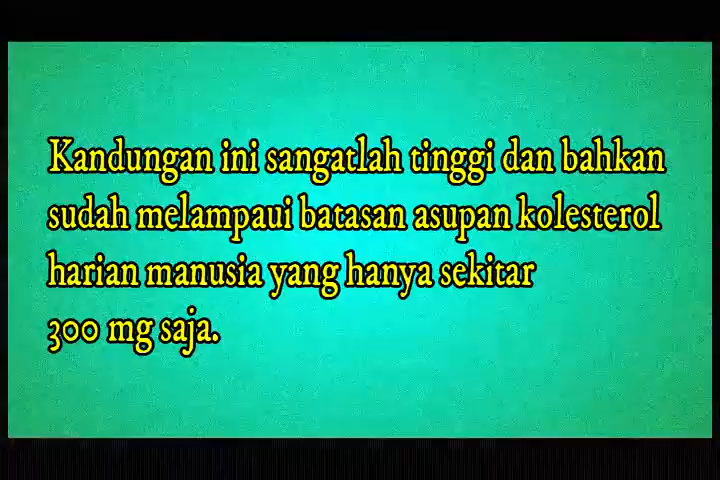 Kandungan ini sangatlah tinggi dan bahkan
sudah melampaui batasan asupan kolesterol
harian manusia yang hanya sekitar
300 mg saja.